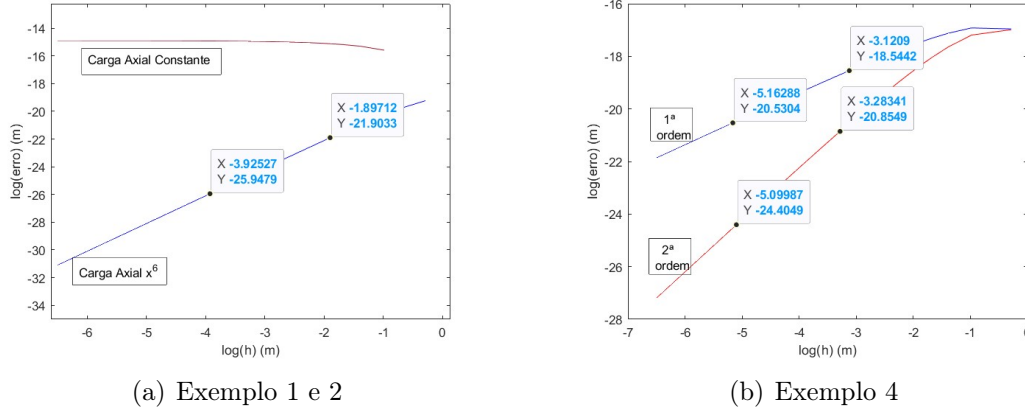 -14
-16
-18
-20
-22
-24
-26
-28
-30
-32
-34
log(erro) (m)
Carga Axial Constante
X -1.89712
Y -21.9033
X -3.92527
Y -25.9479
Carga Axial x^6
-6
-5
-4
-3
-2
-1
0
log(h) (m)
(a) Exemplo 1 e 2
-16
-18
-20
-22
-24
-26
-28
log(erro) (m)
X -3.1209
Y -18.5442
X -5.16288
Y -20.5304
X -3.28341
Y -20.8549
1ª
ordem
X -5.09987
Y -24.4049
2ª
ordem
-7
-6
-5
-4
-3
-2
-1
0
log(h) (m)
(b) Exemplo 4